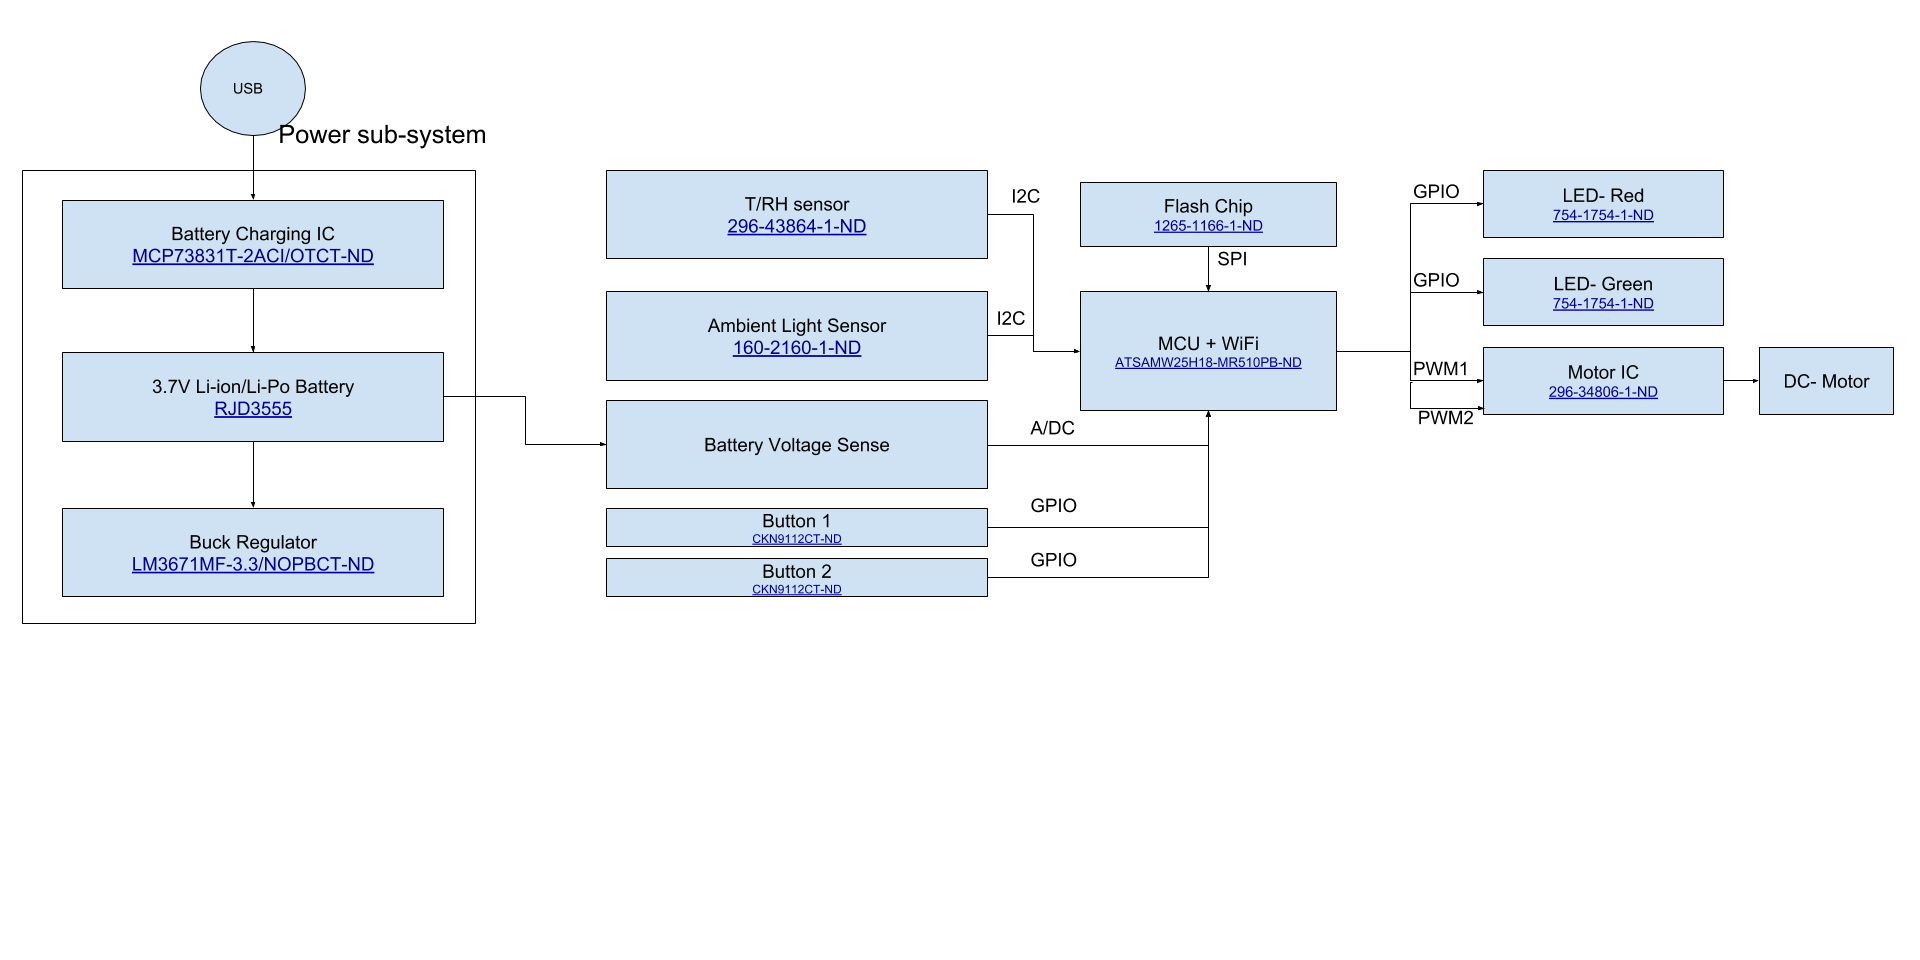 USB
Power sub-system
Battery Charging IC
MCP73831T-2ACI/OTCT-ND
3.7V Li-ion/Li-Po Battery
RJD3555
Buck Regulator
LM3671MF-3.3/NOPBCT-ND
T/RH sensor
296-43864-1-ND
I2C
Ambient Light Sensor
160-2160-1-ND
I2C
Battery Voltage Sense
A/DC
Button 1
CKN9112CT-ND
GPIO
Button 2
CKN9112CT-ND
GPIO
Flash Chip
1265-1166-1-ND
SPI
MCU + WiFi
ATSAMW25H18-MR510PB-ND
GPIO
LED- Red
754-1754-1-ND
GPIO
LED- Green
754-1754-1-ND
PWM1
PWM2
Motor IC
296-34806-1-ND
DC- Motor